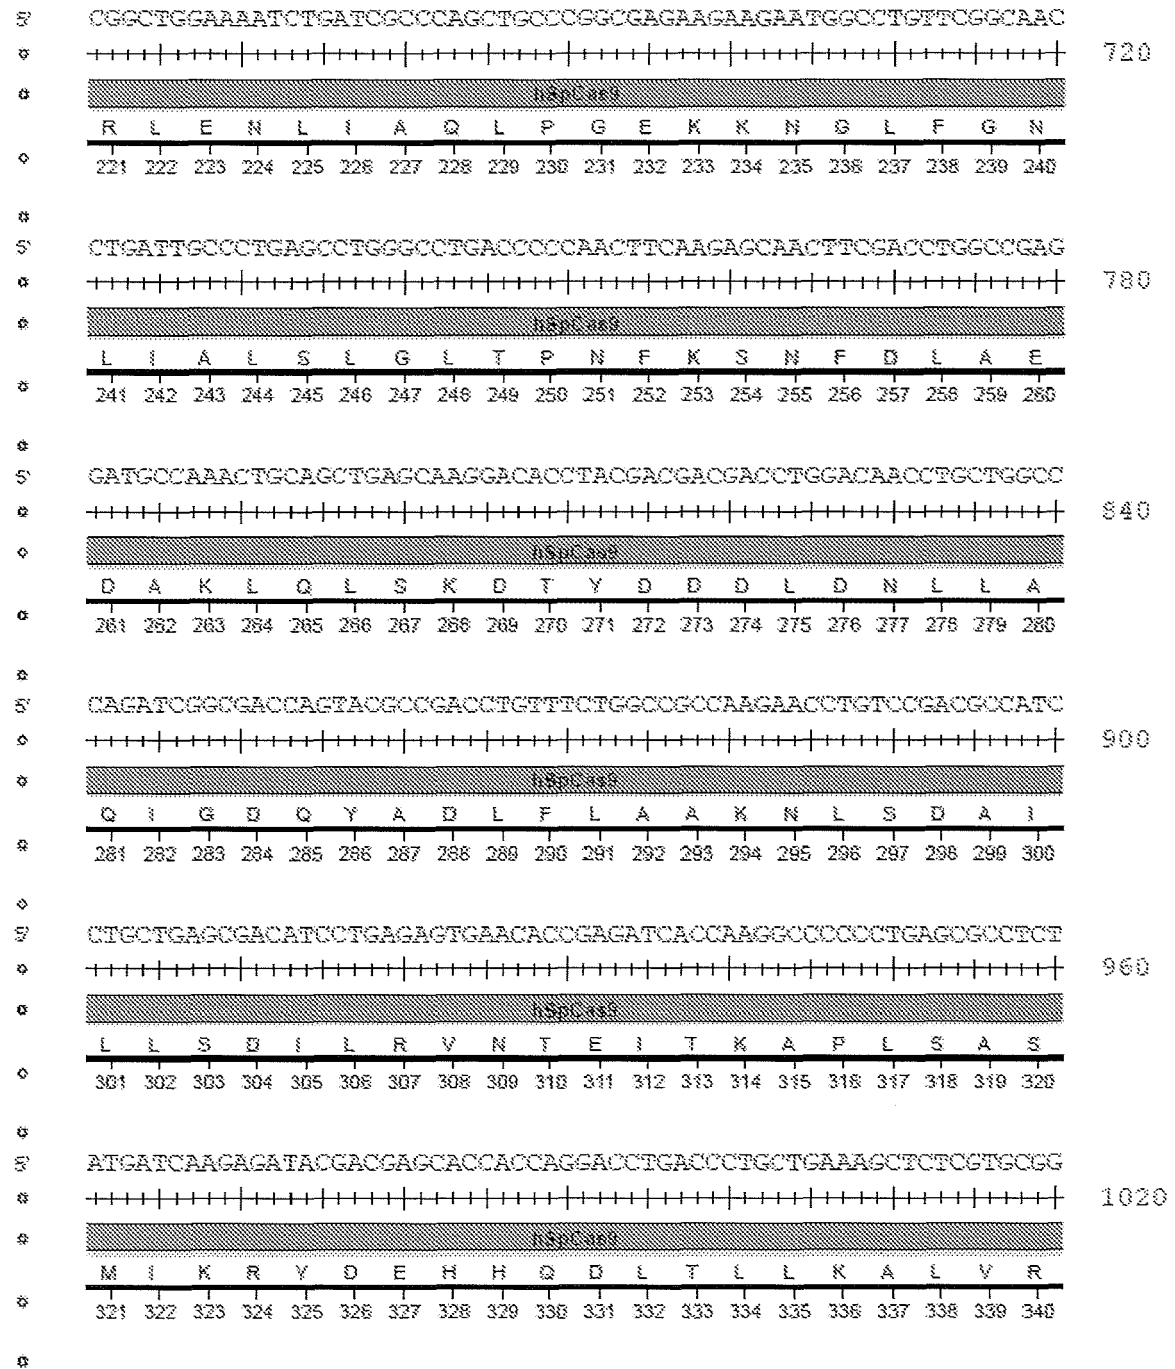 5' CGGCTGGAAAATCTGATCGCCCAGCTGCCCGGCGAGAAGAAGAATGGCCTGTTCGGCAAC
720
hSpCas9
R L E N L I A Q L P G E K K N G L F G N
221 222 223 224 225 226 227 228 229 230 231 232 233 234 235 236 237 238 239 240
5' CTGATTGCCCTGAGCCTGGGCCTGACCCCCAACTTCAAGAGCAACTTCGACCTGGCCGAG
780
hSpCas9
L I A L S L G L T P N F K S N F D L A E
241 242 243 244 245 246 247 248 249 250 251 252 253 254 255 256 257 258 259 260
5' GATGCCAAACTGCAGCTGAGCAAGGACACCTACGACGACGACCTGGACAACCTGCTGGCC
840
hSpCas9
D A K L Q L S K D T Y D D D L D N L L A
261 262 263 264 265 266 267 268 269 270 271 272 273 274 275 276 277 278 279 280
5' CAGATCGGCGACCAGTACGCCGACCTGTTTCTGGCCGCCAAGAACCTGTCCGACGCCATC
900
hSpCas9
Q I G D Q Y A D L F L A A K N L S D A I
281 282 283 284 285 286 287 288 289 290 291 292 293 294 295 296 297 298 299 300
5' CTGCTGAGCGACATCCTGAGAGTGAACACCGAGATCACCAAGGCCCCCCTGAGCGCCTCT
960
hSpCas9
L L S D I L R V N T E I T K A P L S A S
301 302 303 304 305 306 307 308 309 310 311 312 313 314 315 316 317 318 319 320
5' ATGATCAAGAGATACGACGAGCACCACCAGGACCTGACCCTGCTGAAAGCTCTCGTGCGG
1020
hSpCas9
M I K R Y D E H H Q D L T L L K A L V R
321 322 323 324 325 326 327 328 329 330 331 332 333 334 335 336 337 338 339 340